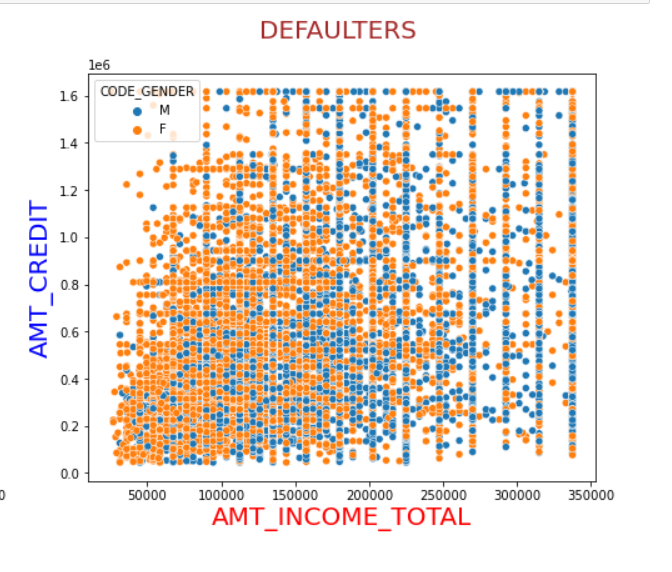 DEFAULTERS
1e6
CODE_GENDER
M
F
1.6
1.4
1.2
1.0
0.8
0.6
0.4
0.2
0.0
AMT_CREDIT
0
50000 100000 150000 200000 250000 300000 350000
AMT_INCOME_TOTAL